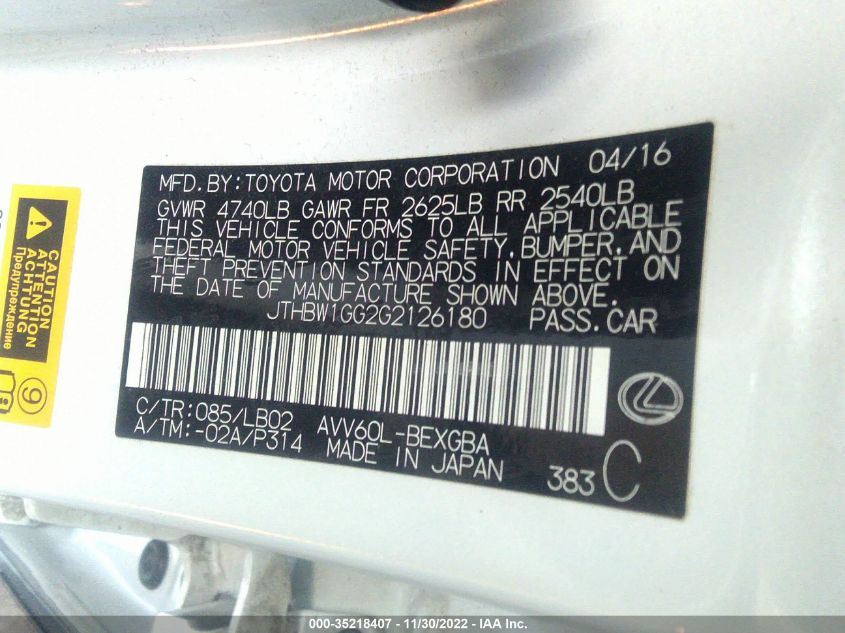 MFD. BY: TOYOTA MOTOR CORPORATION 04/16
GVWR 4740LB GAWR FR 2625LB RR 2540LB
THIS VEHICLE CONFORMS TO ALL APPLICABLE
FEDERAL MOTOR VEHICLE SAFETY, BUMPER, AND
THEFT PREVENTION STANDARDS IN EFFECT ON
THE DATE OF MANUFACTURE SHOWN ABOVE.
JTHBW1GG2G2126180 PASS. CAR
C/TR: 085/LB02 AVV60L-BEXGBA
A/TM: -02A/P314 MADE IN JAPAN
383 C
CAUTION
ATTENTION
ACHTUNG
Предупреждение
9
000-35218407 - 11/30/2022 - IAA Inc.